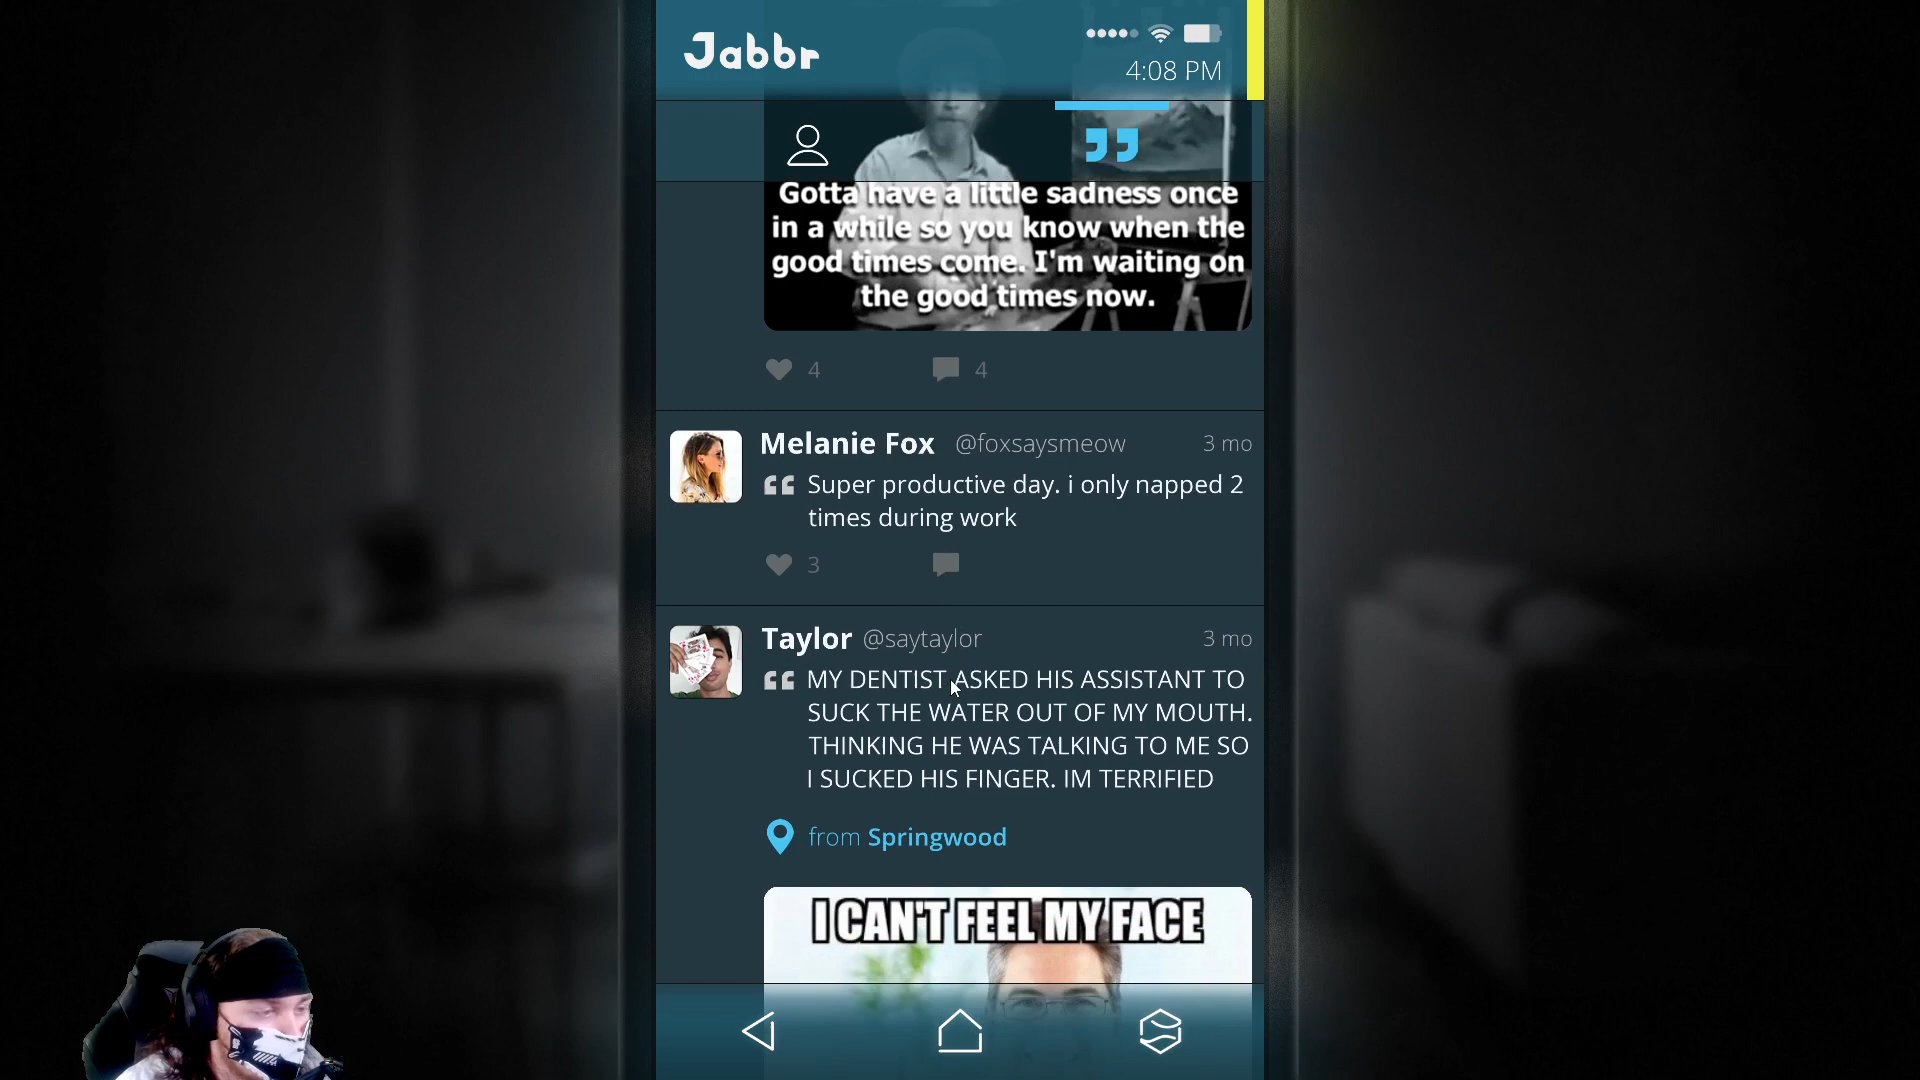 Jabbr
4:08 PM
Gotta have a little sadness once
in a while so you know when the
good times come. I'm waiting on
the good times now.
4 4
Melanie Fox @foxsaysmeow 3 mo
Super productive day. i only napped 2
times during work
3
Taylor @saytaylor 3 mo
MY DENTIST ASKED HIS ASSISTANT TO
SUCK THE WATER OUT OF MY MOUTH.
THINKING HE WAS TALKING TO ME SO
I SUCKED HIS FINGER. IM TERRIFIED
from Springwood
I CAN'T FEEL MY FACE